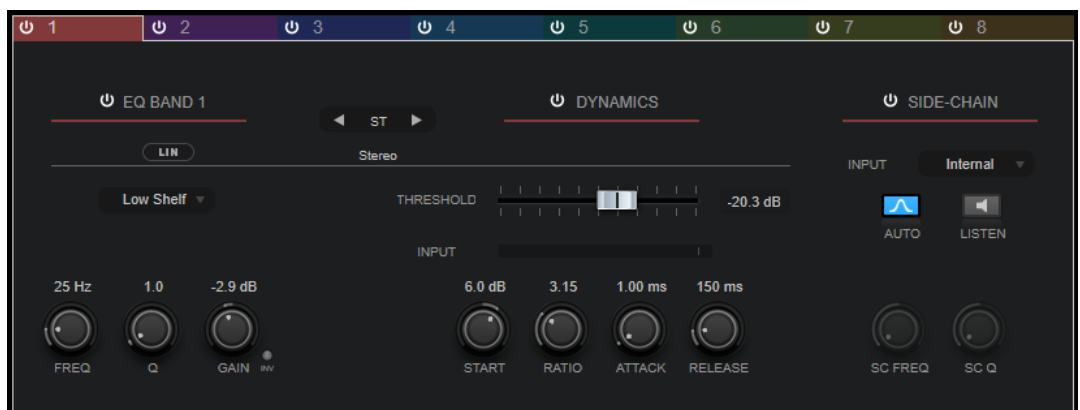 1 2 3 4 5 6 7 8
EQ BAND 1 DYNAMICS SIDE-CHAIN
ST
LIN
Stereo
INPUT Internal
Low Shelf THRESHOLD -20.3 dB
AUTO LISTEN
INPUT
25 Hz 1.0 -2.9 dB 6.0 dB 3.15 1.00 ms 150 ms
FREQ Q GAIN INV START RATIO ATTACK RELEASE SC FREQ SC Q